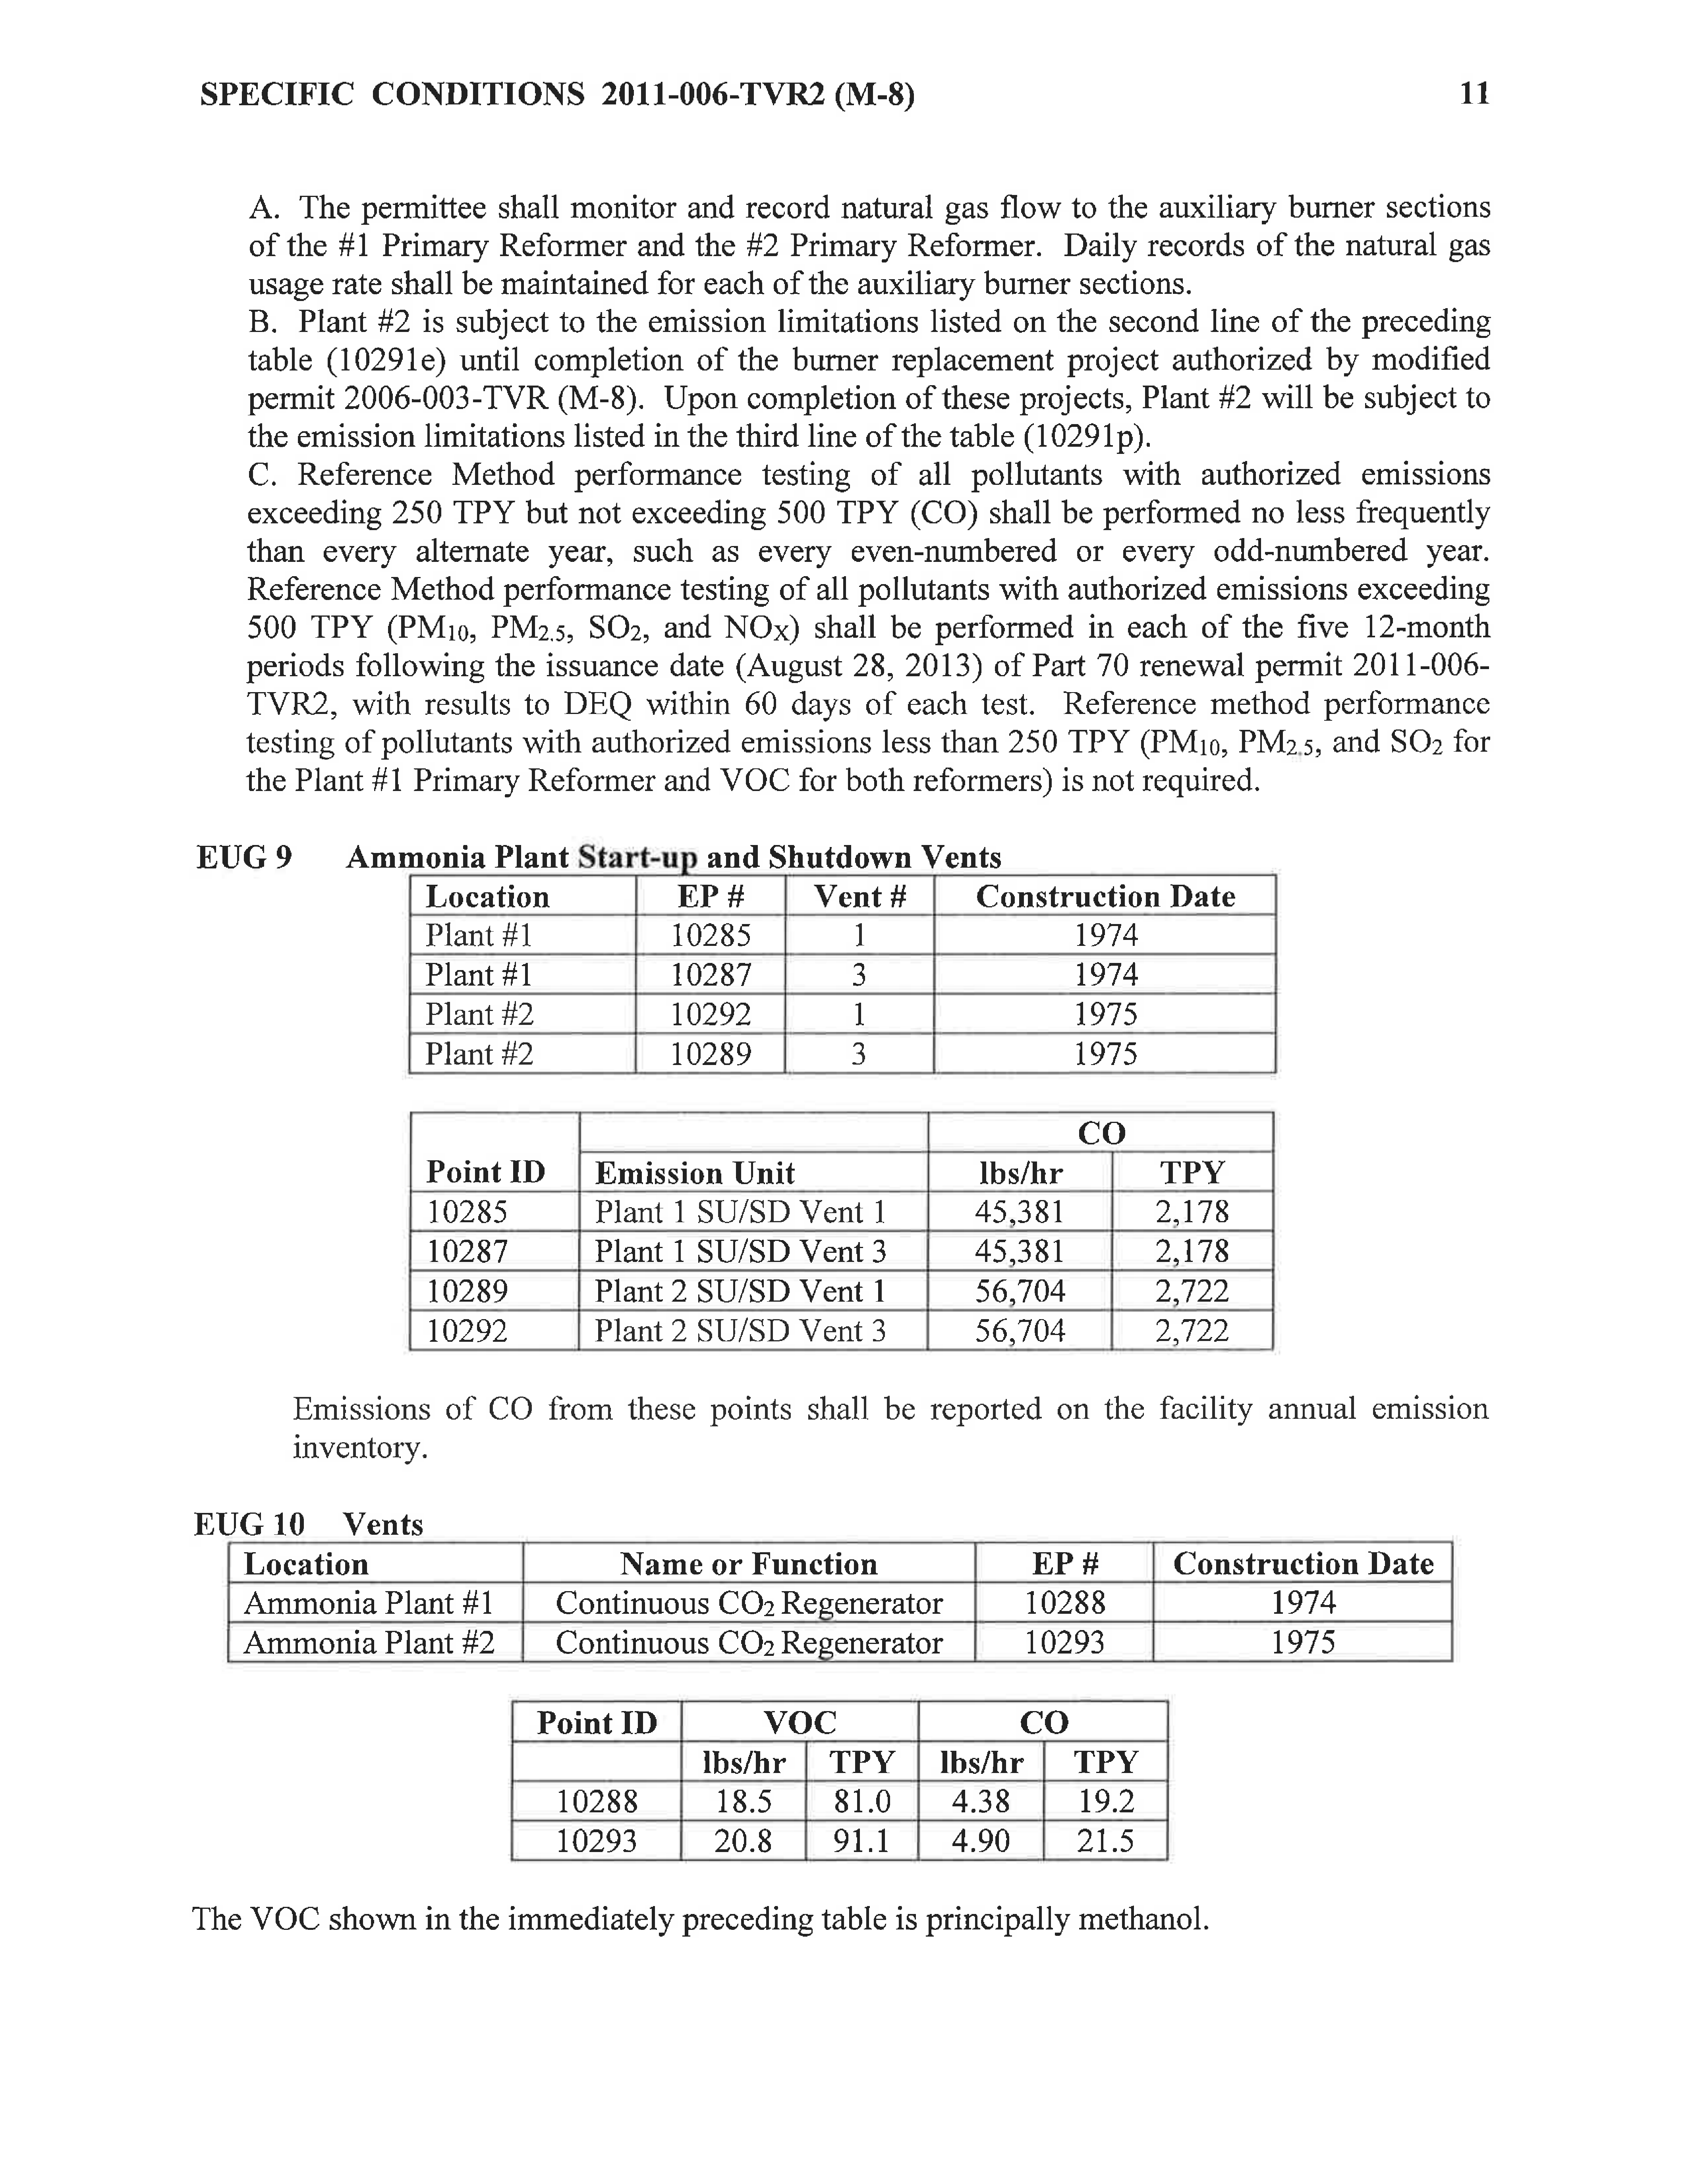 SPECIFIC CONDITIONS 2011-006-TVR2 (M-8) 11
A. The permittee shall monitor and record natural gas flow to the auxiliary burner sections
of the #1 Primary Reformer and the #2 Primary Reformer. Daily records of the natural gas
usage rate shall be maintained for each of the auxiliary burner sections.
B. Plant #2 is subject to the emission limitations listed on the second line of the preceding
table (10291e) until completion of the burner replacement project authorized by modified
permit 2006-003-TVR (M-8). Upon completion of these projects, Plant #2 will be subject to
the emission limitations listed in the third line of the table (10291p).
C. Reference Method performance testing of all pollutants with authorized emissions
exceeding 250 TPY but not exceeding 500 TPY (CO) shall be performed no less frequently
than every alternate year, such as every even-numbered or every odd-numbered year.
Reference Method performance testing of all pollutants with authorized emissions exceeding
500 TPY (PM10, PM2.5, SO2, and NOX) shall be performed in each of the five 12-month
periods following the issuance date (August 28, 2013) of Part 70 renewal permit 2011-006-
TVR2, with results to DEQ within 60 days of each test. Reference method performance
testing of pollutants with authorized emissions less than 250 TPY (PM10, PM2.5, and SO2 for
the Plant #1 Primary Reformer and VOC for both reformers) is not required.
EUG 9 Ammonia Plant Start-up and Shutdown Vents
Location EP # Vent # Construction Date
Plant #1 10285 1 1974
Plant #1 10287 3 1974
Plant #2 10292 1 1975
Plant #2 10289 3 1975
CO
Point ID Emission Unit lbs/hr TPY
10285 Plant 1 SU/SD Vent 1 45,381 2,178
10287 Plant 1 SU/SD Vent 3 45,381 2,178
10289 Plant 2 SU/SD Vent 1 56,704 2,722
10292 Plant 2 SU/SD Vent 3 56,704 2,722
Emissions of CO from these points shall be reported on the facility annual emission
inventory.
EUG 10 Vents
Location Name or Function EP # Construction Date
Ammonia Plant #1 Continuous CO2 Regenerator 10288 1974
Ammonia Plant #2 Continuous CO2 Regenerator 10293 1975
Point ID VOC CO
lbs/hr TPY lbs/hr TPY
10288 18.5 81.0 4.38 19.2
10293 20.8 91.1 4.90 21.5
The VOC shown in the immediately preceding table is principally methanol.